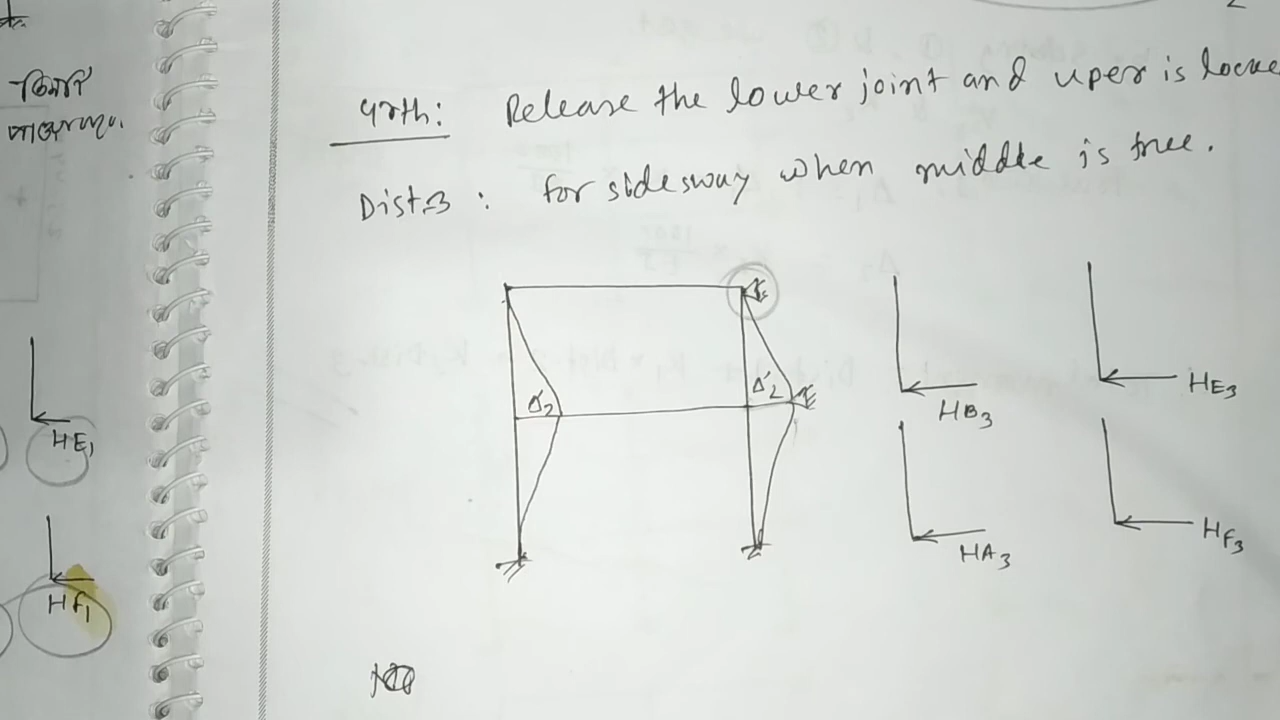 4rth: Release the lower joint and uper is locke
Dist.3 : for sidesway when middle is free.
Δ₂
Δ'₂
HB₃
HE₃
HA₃
HF₃
HE₁
HF₁